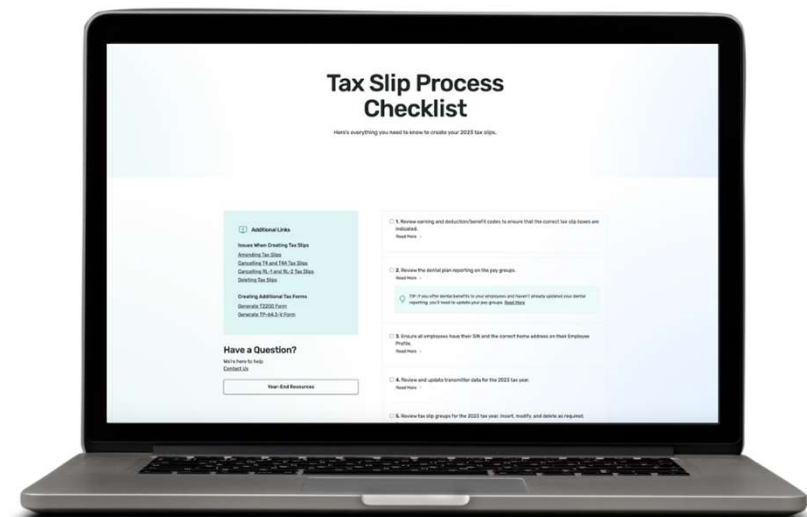 Tax Slip Process
Checklist
Here's everything you need to know to create your 2023 tax slips.
Additional Links
Issues When Creating Tax Slips
Amending Tax Slips
Cancelling T4 and T4A Tax Slips
Cancelling RL-1 and RL-2 Tax Slips
Deleting Tax Slips
Creating Additional Tax Forms
Generate T2200 Form
Generate TP-64.3-V Form
Have a Question?
We're here to help
Contact Us
Year-End Resources
1. Review earning and deduction/benefit codes to ensure that the correct tax slip boxes are
indicated.
Read More
2. Review the dental plan reporting on the pay groups.
Read More
TIP: If you offer dental benefits to your employees and haven't already updated your dental
reporting, you'll need to update your pay groups. Read More
3. Ensure all employees have their SIN and the correct home address on their Employee
Profile.
Read More
4. Review and update transmitter data for the 2023 tax year.
Read More
5. Review tax slip groups for the 2023 tax year. Insert, modify, and delete as required.